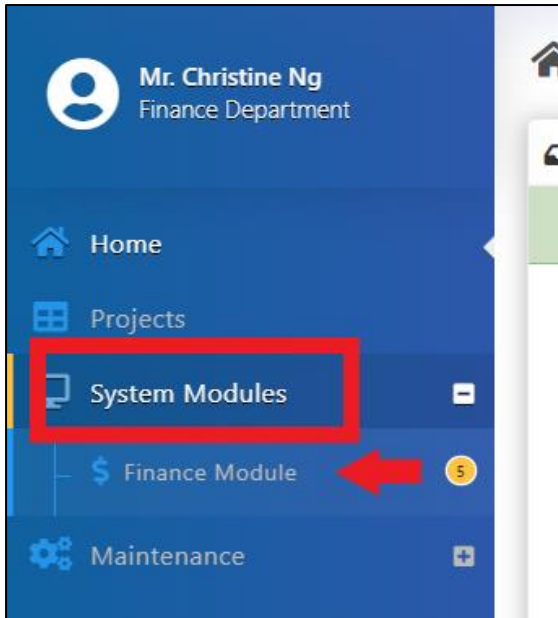 Mr. Christine Ng
Finance Department
Home
Projects
System Modules
$ Finance Module 5
Maintenance